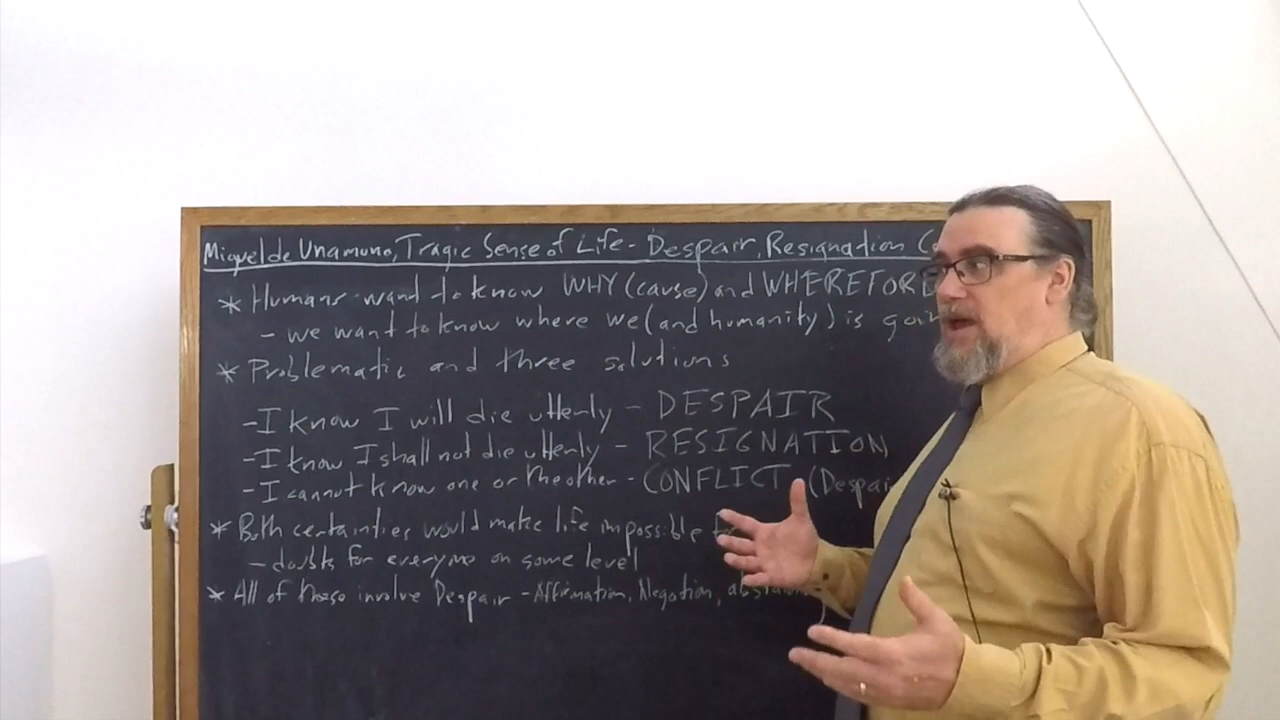 Miguel de Unamuno, Tragic Sense of Life - Despair, Resignation
* Humans want to know WHY (cause) and WHEREFORE
- we want to know where we (and humanity) is
* Problematic and three solutions
- I know I will die utterly - DESPAIR
- I know I shall not die utterly - RESIGNATION
- I cannot know one or the other - CONFLICT
* Both certainties would make life impossible
- doubts for everyone on some level
* All of these involve Despair - Affirmation, Negation,